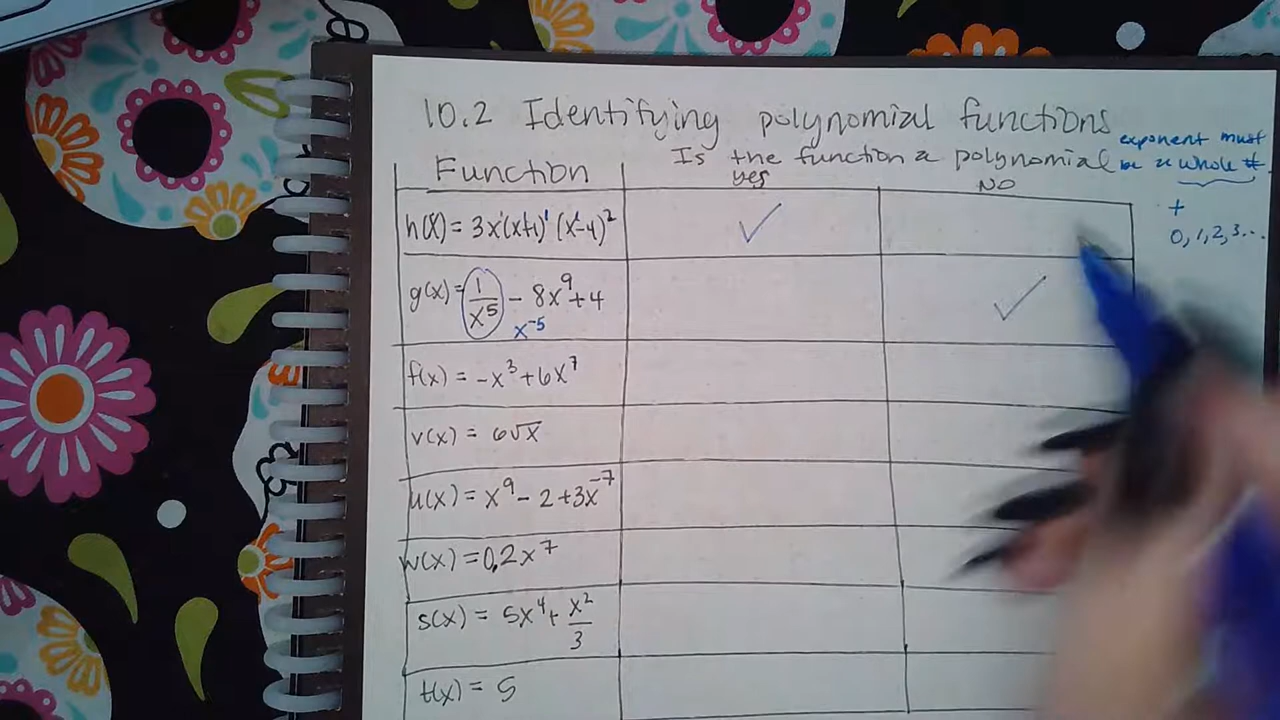 10.2 Identifying polynomial functions
exponent must
be a whole #
Is the function a polynomial
Function
yes
NO
+
0, 1, 2, 3...
h(x) = 3x¹(x+1)¹(x¹-4)²
✓
g(x) = 1/x⁵ - 8x⁹ + 4
x⁻⁵
✓
f(x) = -x³ + 6x⁷
v(x) = 6√x
u(x) = x⁹ - 2 + 3x⁻⁷
w(x) = 0.2x⁷
s(x) = 5x⁴ + x²/3
t(x) = 5